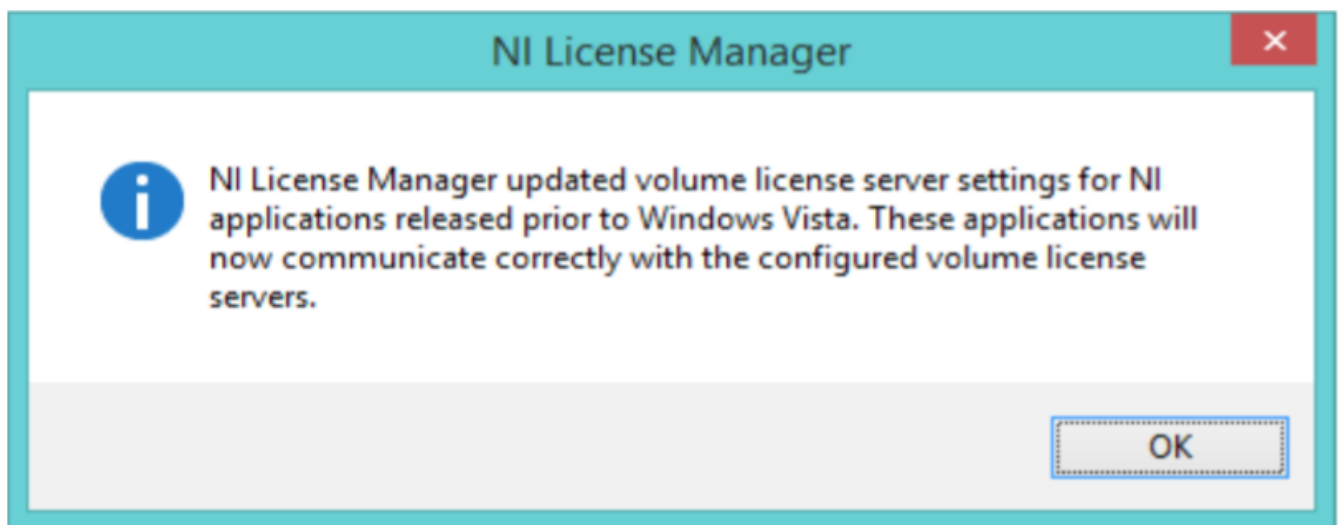 NI License Manager
NI License Manager updated volume license server settings for NI
applications released prior to Windows Vista. These applications will
now communicate correctly with the configured volume license
servers.
OK